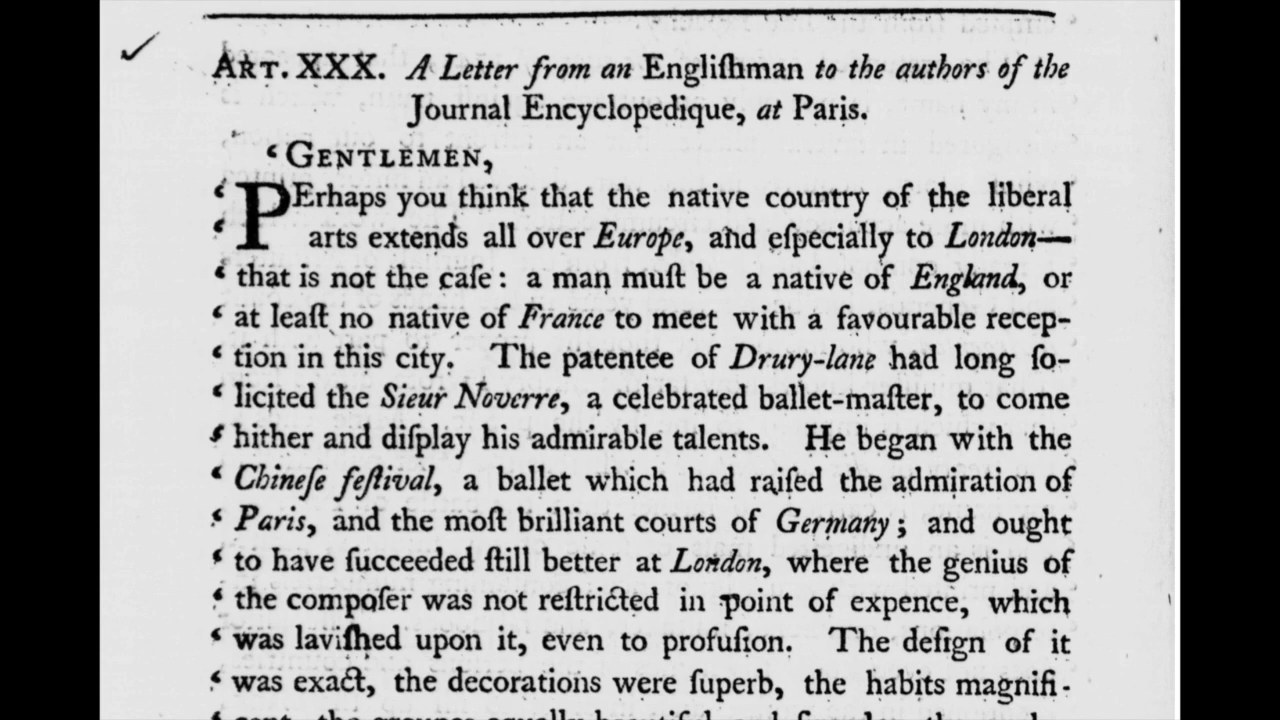 ART. XXX. A Letter from an Engliſhman to the authors of the
Journal Encyclopedique, at Paris.
‘GENTLEMEN,
‘PErhaps you think that the native country of the liberal
‘arts extends all over Europe, and eſpecially to London—
‘that is not the caſe: a man muſt be a native of England, or
‘at leaſt no native of France to meet with a favourable recep-
‘tion in this city. The patentee of Drury-lane had long ſo-
‘licited the Sieur Noverre, a celebrated ballet-maſter, to come
‘hither and diſplay his admirable talents. He began with the
‘Chineſe feſtival, a ballet which had raiſed the admiration of
‘Paris, and the moſt brilliant courts of Germany; and ought
‘to have ſucceeded ſtill better at London, where the genius of
‘the compoſer was not reſtricted in point of expence, which
‘was laviſhed upon it, even to profuſion. The deſign of it
‘was exact, the decorations were ſuperb, the habits magnifi-